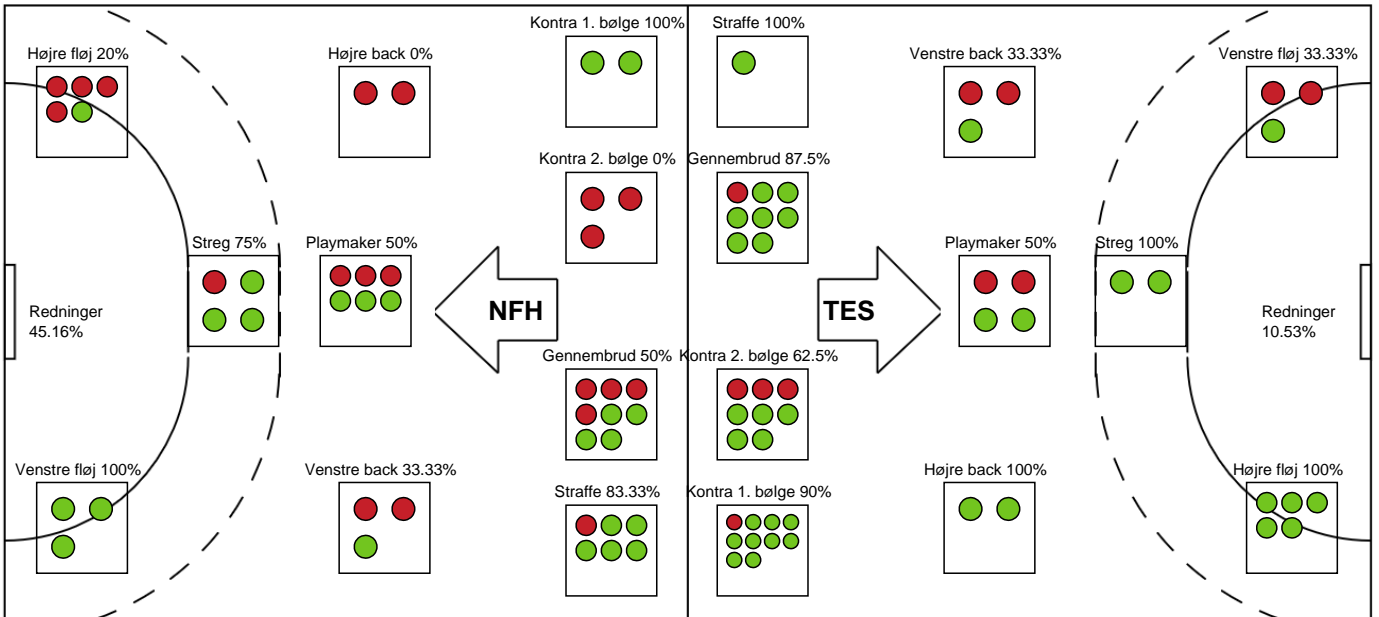 Kontra 1. bølge 100%
Straffe 100%
Højre fløj 20%
Højre back 0%
Venstre back 33.33%
Venstre fløj 33.33%
Kontra 2. bølge 0%
Gennembrud 87.5%
Streg 75%
Playmaker 50%
Playmaker 50%
Streg 100%
Redninger
45.16%
NFH
TES
Redninger
10.53%
Gennembrud 50%
Kontra 2. bølge 62.5%
Venstre fløj 100%
Venstre back 33.33%
Straffe 83.33%
Kontra 1. bølge 90%
Højre back 100%
Højre fløj 100%